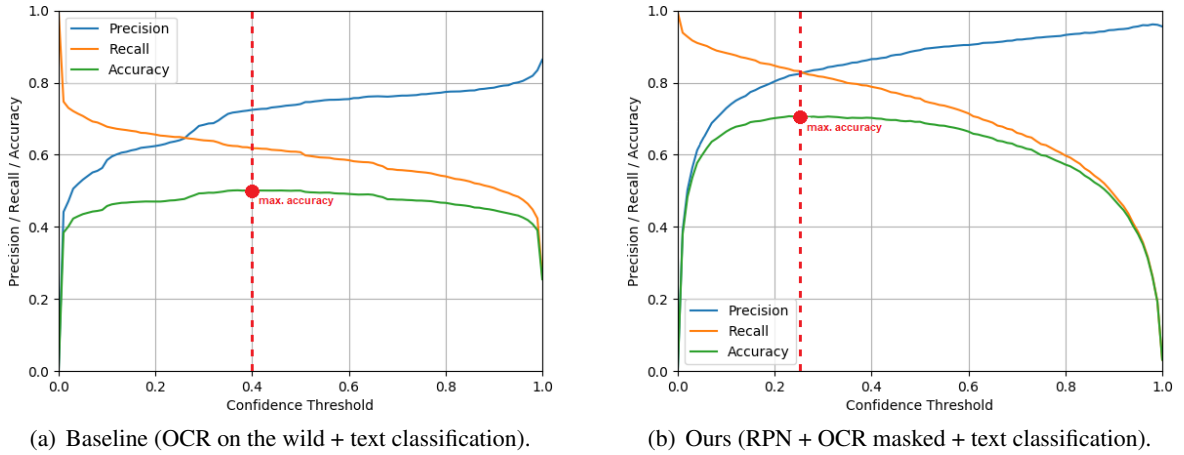 1.0
0.8
0.6
0.4
0.2
0.0
Precision / Recall / Accuracy
Precision
Recall
Accuracy
max. accuracy
0.0 0.2 0.4 0.6 0.8 1.0
Confidence Threshold
(a) Baseline (OCR on the wild + text classification).
1.0
0.8
0.6
0.4
0.2
0.0
Precision / Recall / Accuracy
max. accuracy
Precision
Recall
Accuracy
0.0 0.2 0.4 0.6 0.8 1.0
Confidence Threshold
(b) Ours (RPN + OCR masked + text classification).